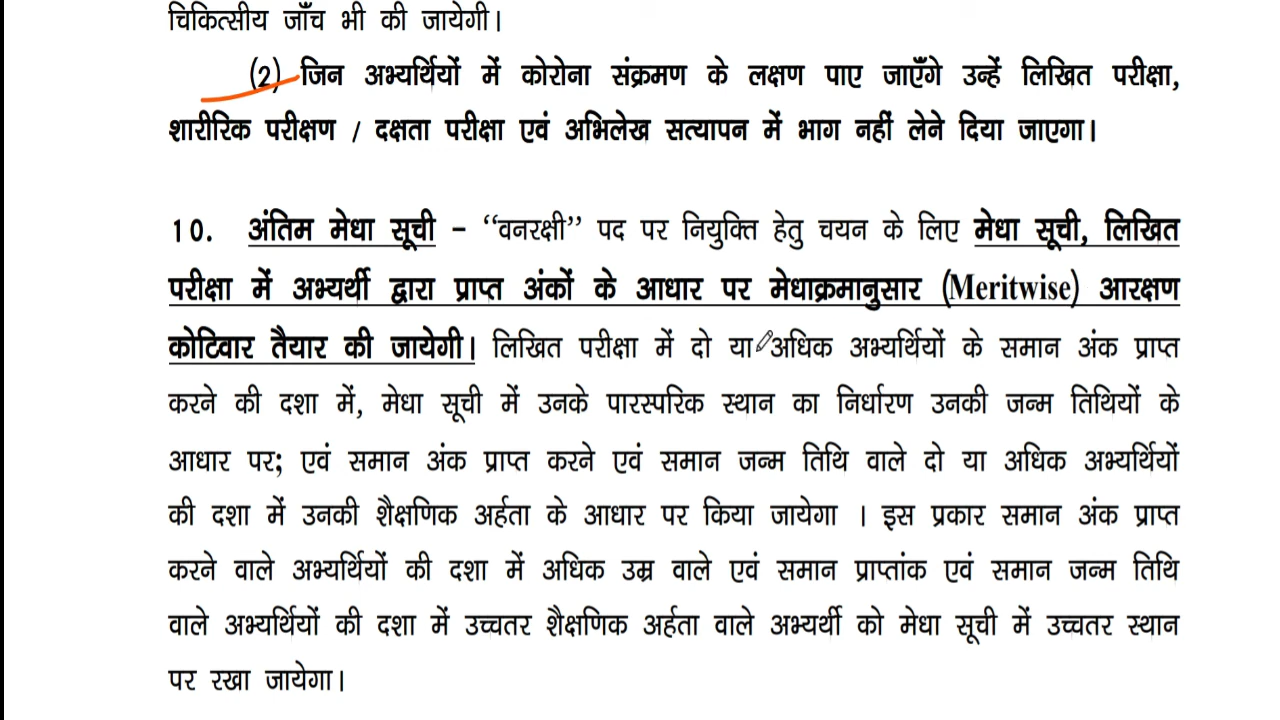 चिकित्सीय जाँच भी की जायेगी।
(2) जिन अभ्यर्थियों में कोरोना संक्रमण के लक्षण पाए जाएँगे उन्हें लिखित परीक्षा,
शारीरिक परीक्षण / दक्षता परीक्षा एवं अभिलेख सत्यापन में भाग नहीं लेने दिया जाएगा।
10. अंतिम मेधा सूची – “वनरक्षी” पद पर नियुक्ति हेतु चयन के लिए मेधा सूची, लिखित
परीक्षा में अभ्यर्थी द्वारा प्राप्त अंकों के आधार पर मेधाक्रमानुसार (Meritwise) आरक्षण
कोटिवार तैयार की जायेगी। लिखित परीक्षा में दो या अधिक अभ्यर्थियों के समान अंक प्राप्त
करने की दशा में, मेधा सूची में उनके पारस्परिक स्थान का निर्धारण उनकी जन्म तिथियों के
आधार पर; एवं समान अंक प्राप्त करने एवं समान जन्म तिथि वाले दो या अधिक अभ्यर्थियों
की दशा में उनकी शैक्षणिक अर्हता के आधार पर किया जायेगा । इस प्रकार समान अंक प्राप्त
करने वाले अभ्यर्थियों की दशा में अधिक उम्र वाले एवं समान प्राप्तांक एवं समान जन्म तिथि
वाले अभ्यर्थियों की दशा में उच्चतर शैक्षणिक अर्हता वाले अभ्यर्थी को मेधा सूची में उच्चतर स्थान
पर रखा जायेगा।